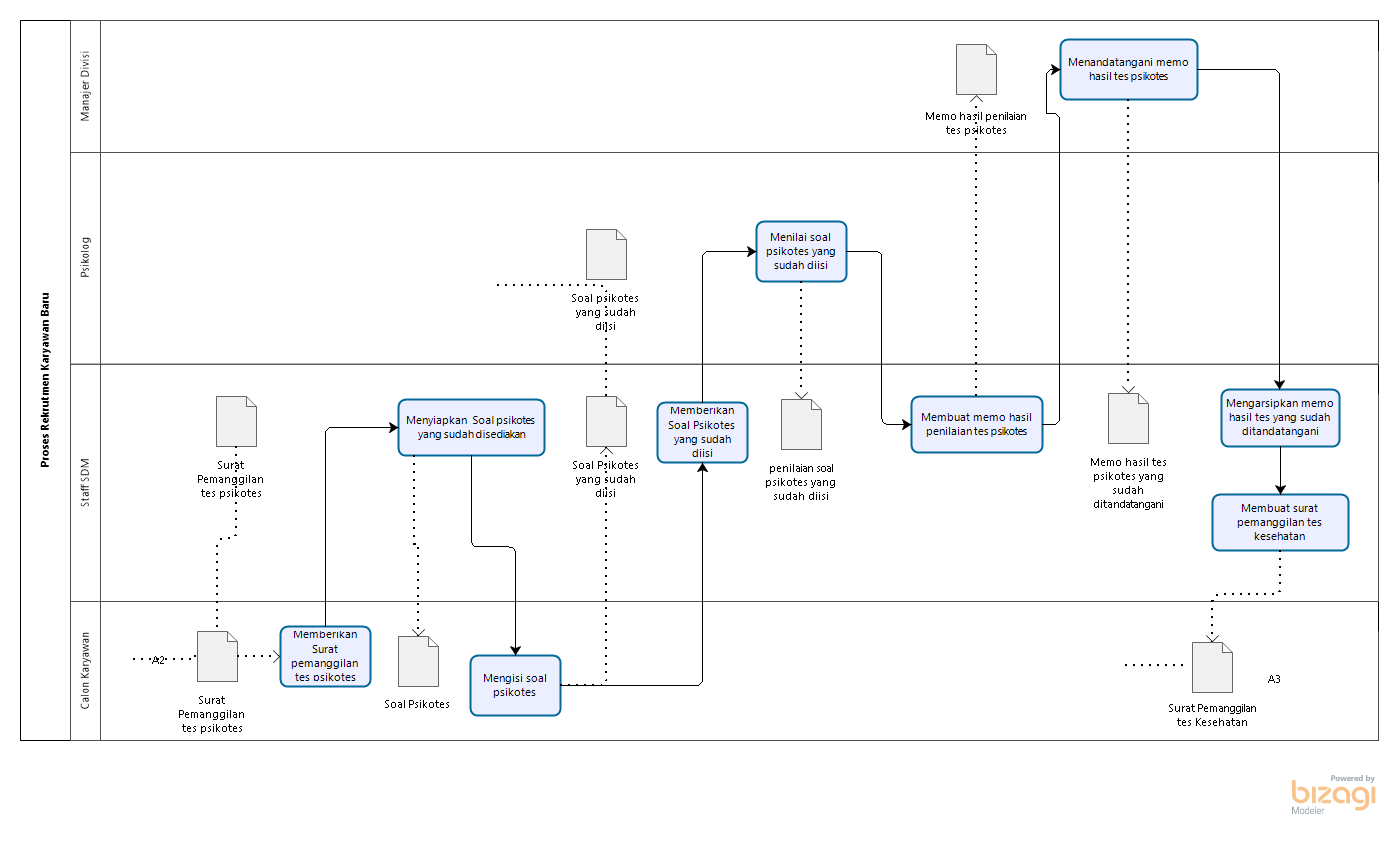 Proses Rekrutmen Karyawan Baru
Manajer Divisi
Memo hasil penilaian
tes psikotes
Menandatangani memo
hasil tes psikotes
Psikolog
Soal psikotes
yang sudah
diisi
Menilai soal
psikotes yang
sudah diisi
Staff SDM
Surat
Pemanggilan
tes psikotes
Menyiapkan Soal psikotes
yang sudah disediakan
Soal Psikotes
yang sudah
diisi
Memberikan
Soal Psikotes
yang sudah
diisi
penilaian soal
psikotes yang
sudah diisi
Membuat memo hasil
penilaian tes psikotes
Memo hasil tes
psikotes yang
sudah
ditandatangani
Mengarsipkan memo
hasil tes yang sudah
ditandatangani
Membuat surat
pemanggilan tes
kesehatan
Calon Karyawan
A2
Surat
Pemanggilan
tes psikotes
Memberikan
Surat
pemanggilan
tes psikotes
Soal Psikotes
Mengisi soal
psikotes
Surat Pemanggilan
tes Kesehatan
A3
Powered by
bizagi
Modeler